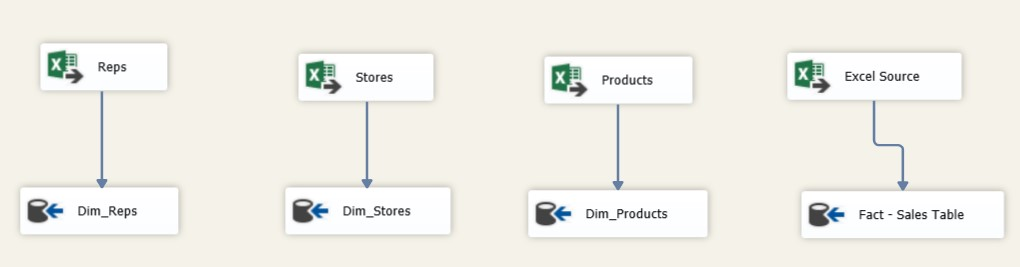 Reps
Stores
Products
Excel Source
Dim_Reps
Dim_Stores
Dim_Products
Fact - Sales Table